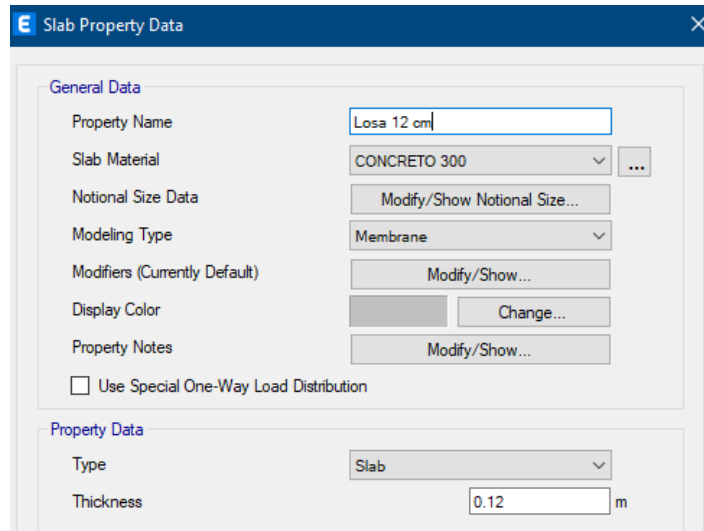 E Slab Property Data
General Data
Property Name Losa 12 cm
Slab Material CONCRETO 300 ...
Notional Size Data Modify/Show Notional Size...
Modeling Type Membrane
Modifiers (Currently Default) Modify/Show...
Display Color Change...
Property Notes Modify/Show...
Use Special One-Way Load Distribution
Property Data
Type Slab
Thickness 0.12 m